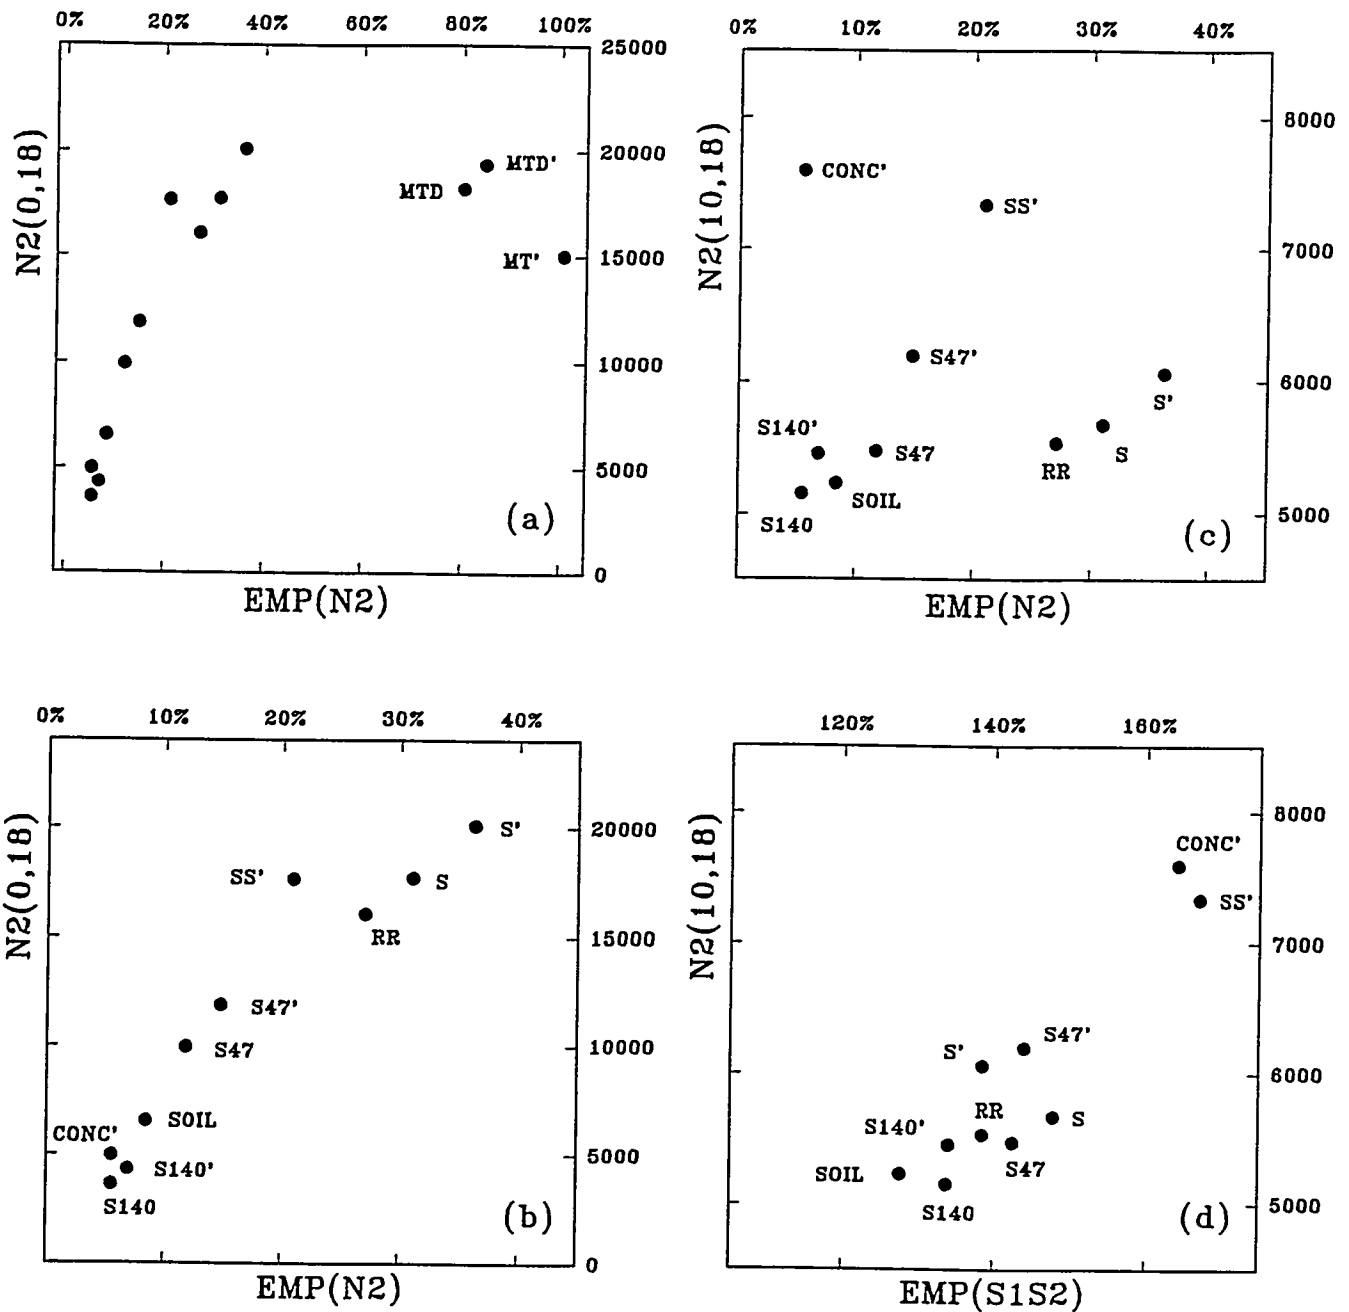 0% 20% 40% 60% 80% 100%
25000
20000
15000
10000
5000
0
N2(0,18)
MTD'
MTD
MT'
(a)
EMP(N2)
0% 10% 20% 30% 40%
8000
7000
6000
5000
N2(10,18)
CONC'
SS'
S47'
S'
S140'
S47
S
RR
SOIL
S140
(c)
EMP(N2)
0% 10% 20% 30% 40%
20000
15000
10000
5000
0
N2(0,18)
S'
SS'
S
RR
S47'
S47
SOIL
CONC'
S140'
S140
(b)
EMP(N2)
120% 140% 160%
8000
7000
6000
5000
N2(10,18)
CONC'
SS'
S47'
S'
RR
S140'
S
S47
SOIL
S140
(d)
EMP(S1S2)